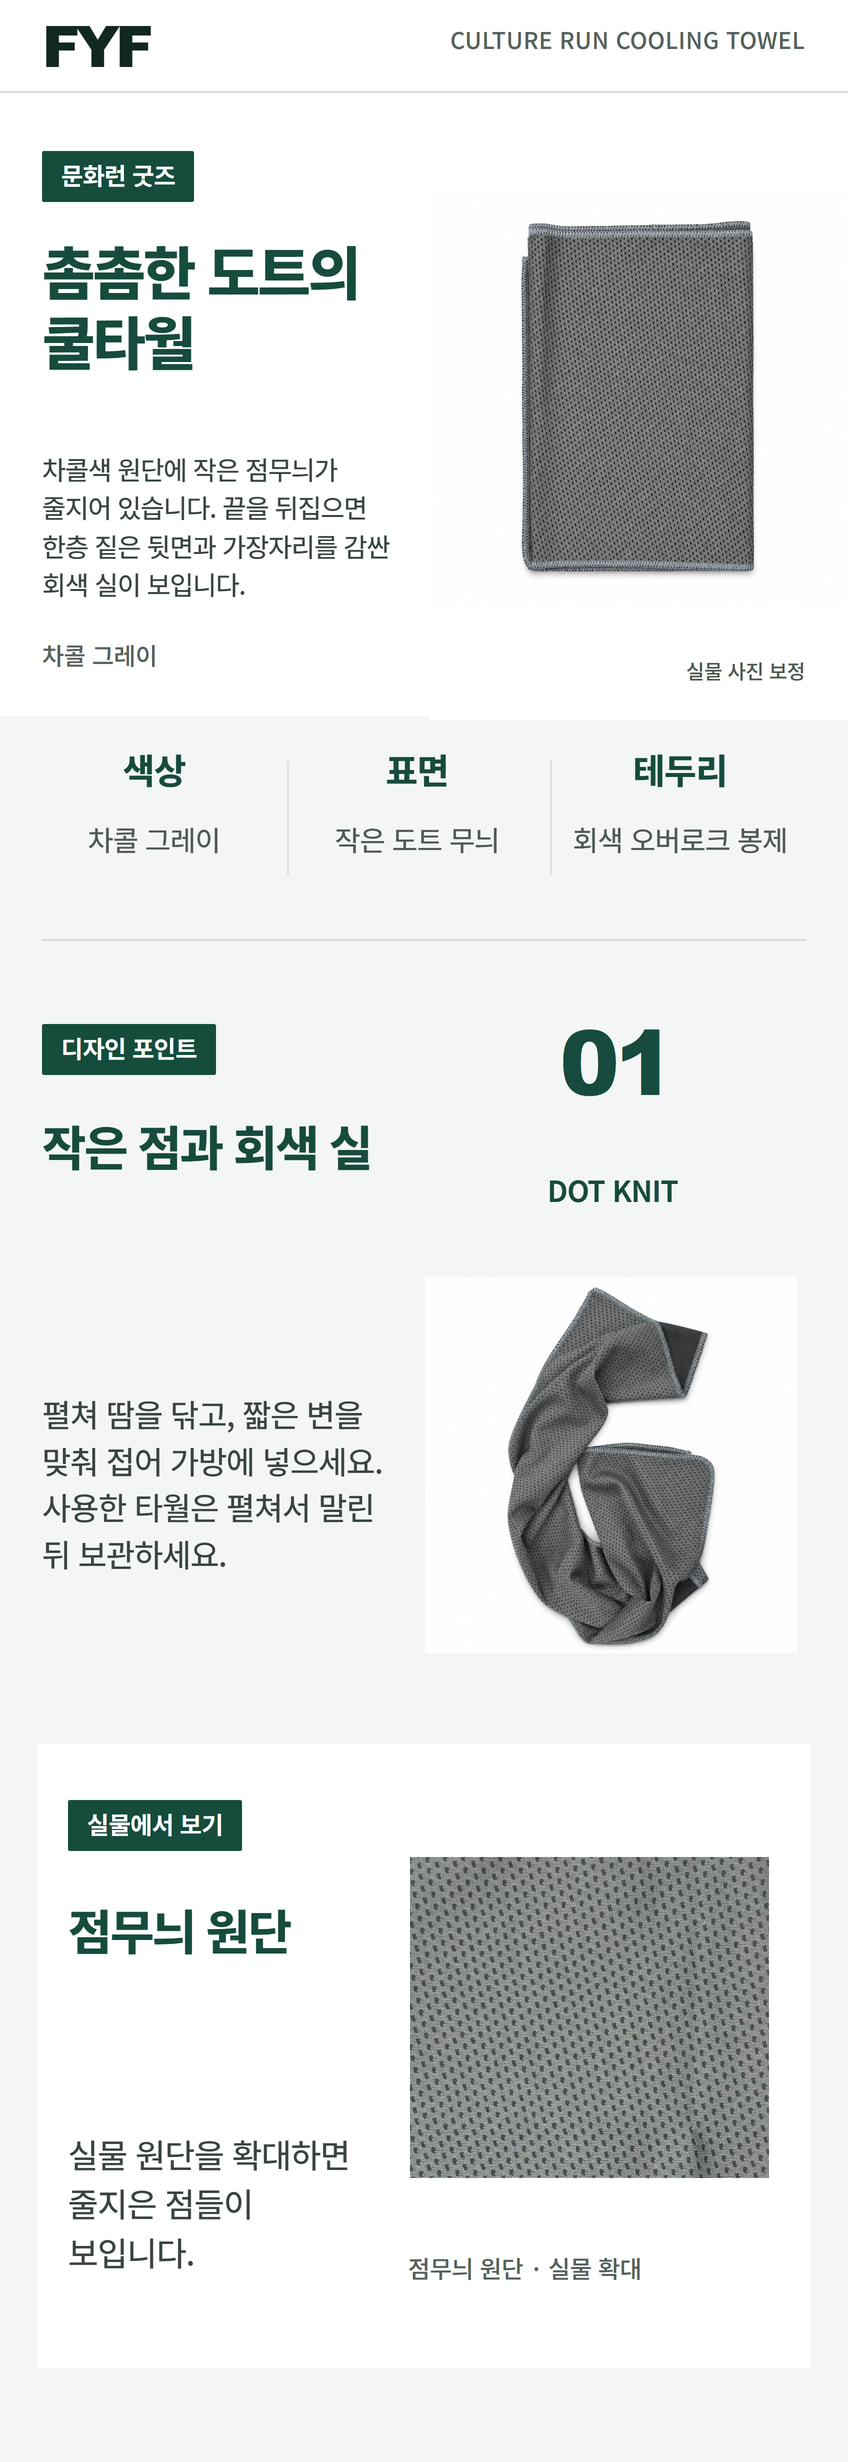 FYF
CULTURE RUN COOLING TOWEL
문화런 굿즈
촘촘한 도트의
쿨타월
차콜색 원단에 작은 점무늬가
줄지어 있습니다. 끝을 뒤집으면
한층 짙은 뒷면과 가장자리를 감싼
회색 실이 보입니다.
차콜 그레이
실물 사진 보정
색상
차콜 그레이
표면
작은 도트 무늬
테두리
회색 오버로크 봉제
디자인 포인트
작은 점과 회색 실
01
DOT KNIT
펼쳐 땀을 닦고, 짧은 변을
맞춰 접어 가방에 넣으세요.
사용한 타월은 펼쳐서 말린
뒤 보관하세요.
실물에서 보기
점무늬 원단
실물 원단을 확대하면
줄지은 점들이
보입니다.
점무늬 원단 · 실물 확대